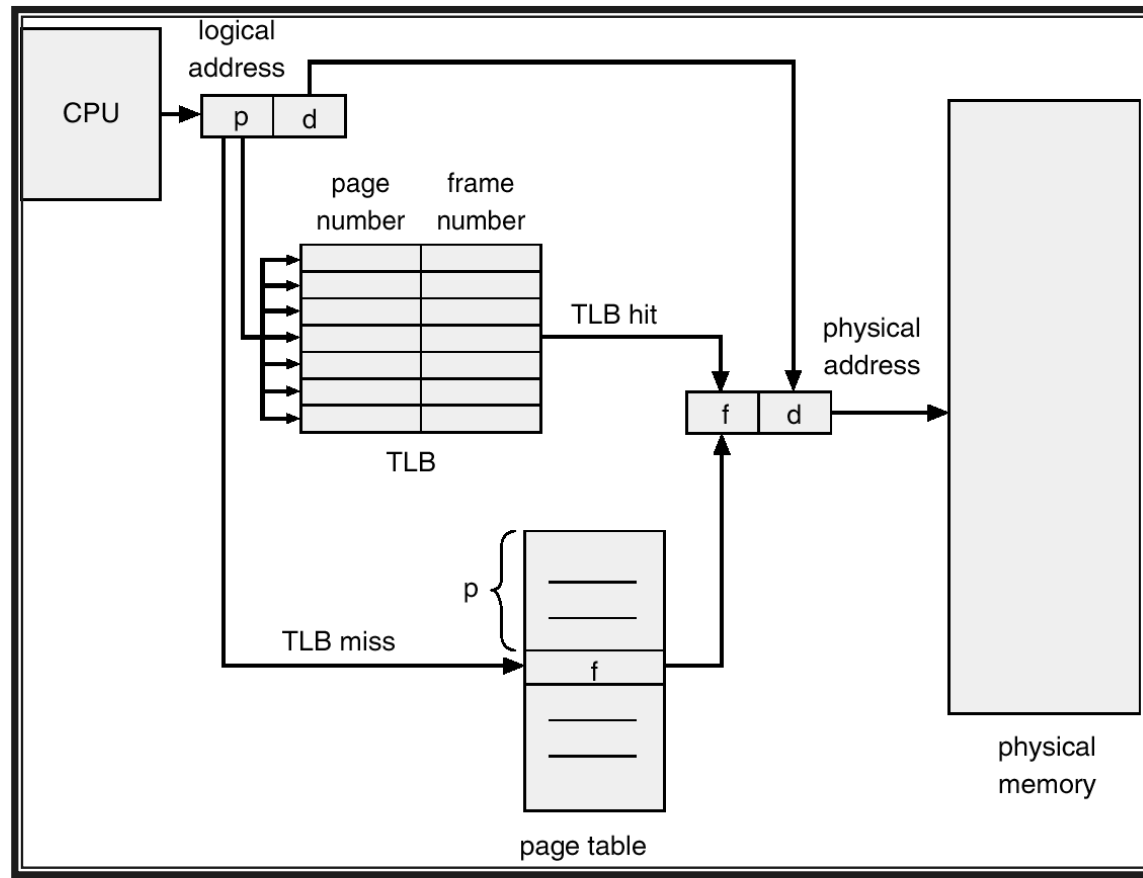 logical
address
CPU
p d
page frame
number number
TLB hit
physical
address
f d
TLB
p
TLB miss
f
physical
memory
page table